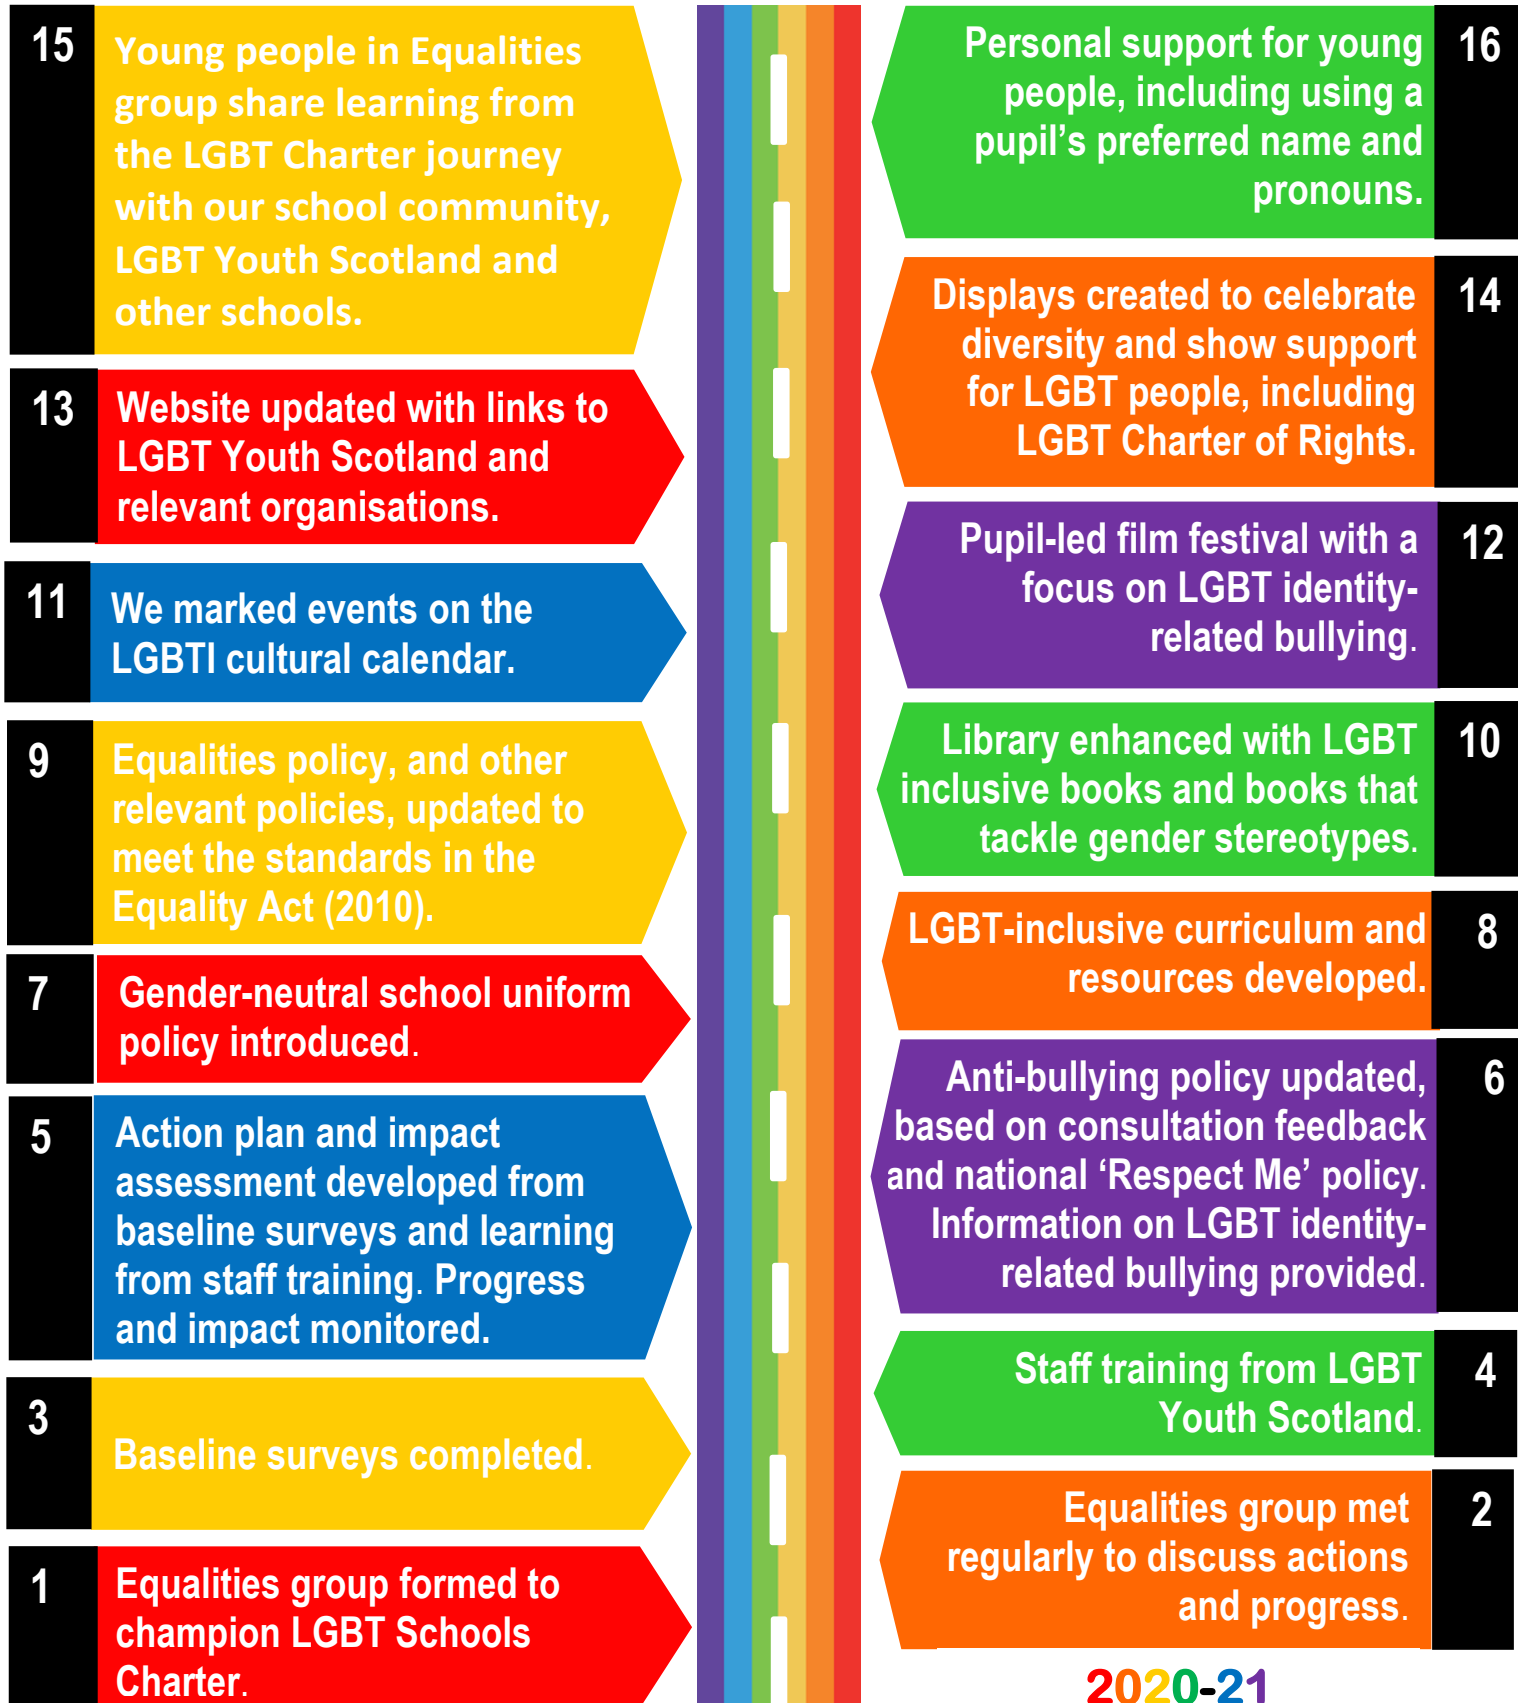 15
Young people in Equalities
group share learning from
the LGBT Charter journey
with our school community,
LGBT Youth Scotland and
other schools.
16
Personal support for young
people, including using a
pupil’s preferred name and
pronouns.
13
Website updated with links to
LGBT Youth Scotland and
relevant organisations.
14
Displays created to celebrate
diversity and show support
for LGBT people, including
LGBT Charter of Rights.
11
We marked events on the
LGBTI cultural calendar.
12
Pupil-led film festival with a
focus on LGBT identity-
related bullying.
9
Equalities policy, and other
relevant policies, updated to
meet the standards in the
Equality Act (2010).
10
Library enhanced with LGBT
inclusive books and books that
tackle gender stereotypes.
7
Gender-neutral school uniform
policy introduced.
8
LGBT-inclusive curriculum and
resources developed.
5
Action plan and impact
assessment developed from
baseline surveys and learning
from staff training. Progress
and impact monitored.
6
Anti-bullying policy updated,
based on consultation feedback
and national ‘Respect Me’ policy.
Information on LGBT identity-
related bullying provided.
3
Baseline surveys completed.
4
Staff training from LGBT
Youth Scotland.
1
Equalities group formed to
champion LGBT Schools
Charter.
2
Equalities group met
regularly to discuss actions
and progress.
2020-21